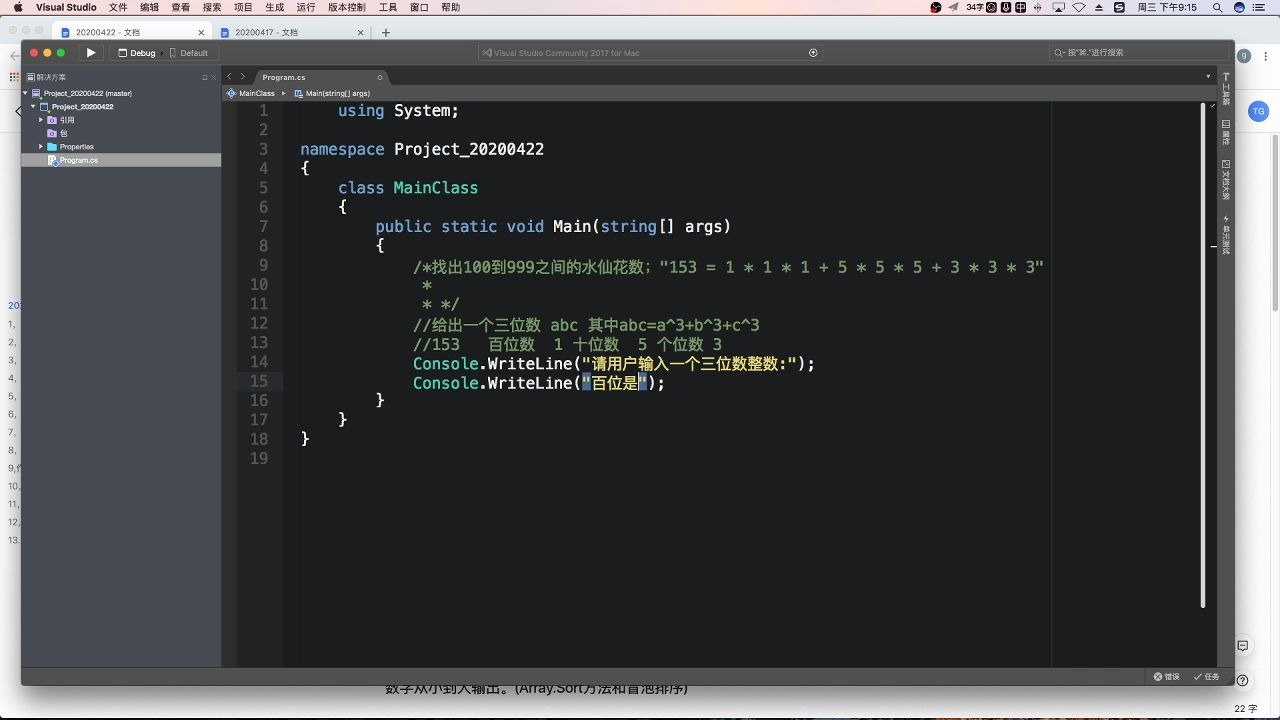 Visual Studio 文件 编辑 查看 搜索 项目 生成 运行 版本控制 工具 窗口 帮助 34字 中 周三 下午9:15
20200422 - 文档 20200417 - 文档
Debug Default Visual Studio Community 2017 for Mac 按"⌘."进行搜索
解决方案 Program.cs
Project_20200422 (master) MainClass Main(string[] args)
Project_20200422
引用
包
Properties
Program.cs
工具箱
属性
文档大纲
单元测试
TG
1 using System;
2
3 namespace Project_20200422
4 {
5 class MainClass
6 {
7 public static void Main(string[] args)
8 {
9 /*找出100到999之间的水仙花数; "153 = 1 * 1 * 1 + 5 * 5 * 5 + 3 * 3 * 3"
10 *
11 * */
12 //给出一个三位数 abc 其中abc=a^3+b^3+c^3
13 //153 百位数 1 十位数 5 个位数 3
14 Console.WriteLine("请用户输入一个三位数整数:");
15 Console.WriteLine("百位是");
16 }
17 }
18 }
19
1,
2,
3,
4,
5,
6,
7,
8,
10,
11,
12,
13.
错误 任务
数字从小到大输出。(Array.Sort方法和冒泡排序)
22 字